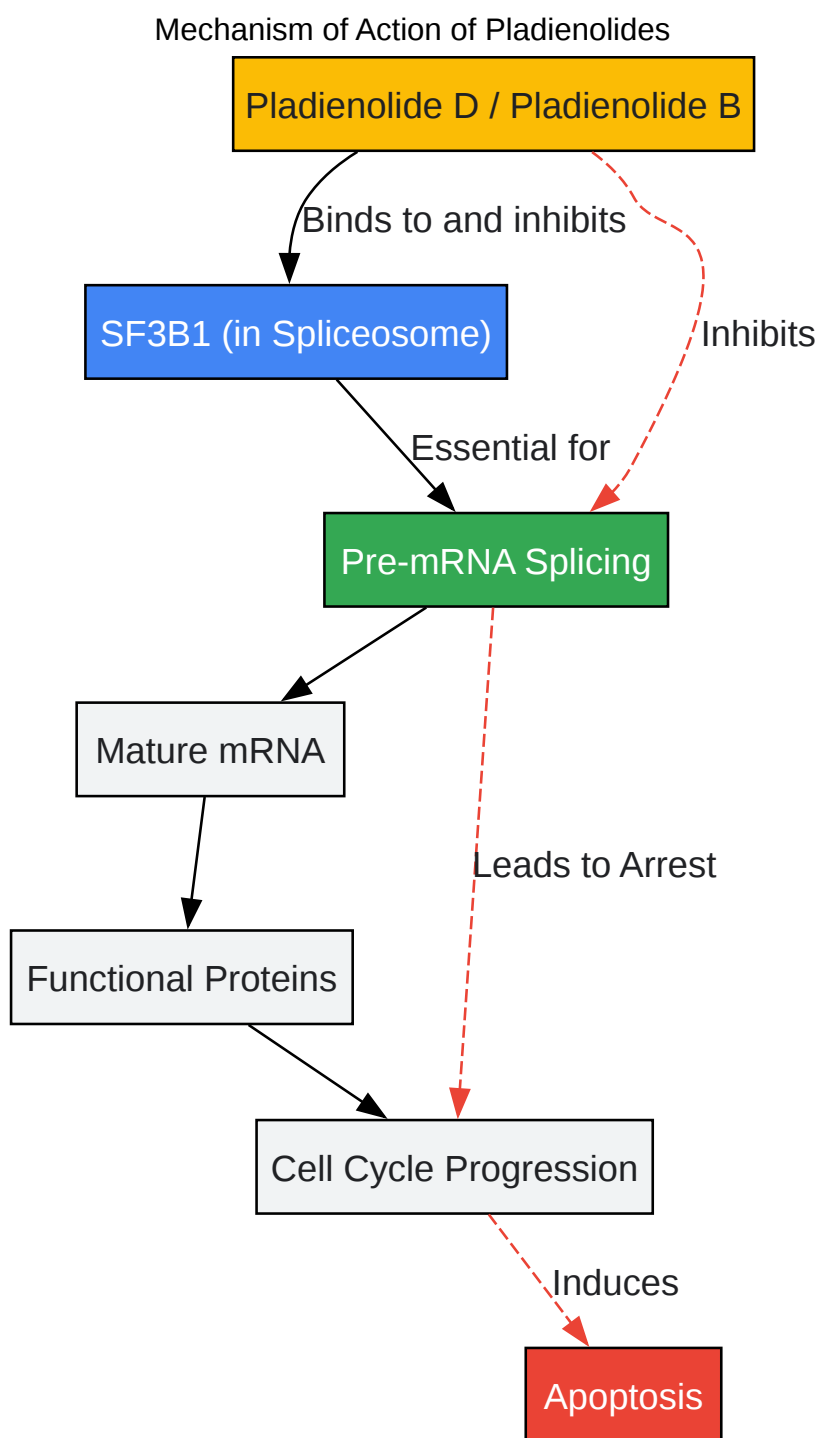 Mechanism of Action of Pladienolides
Pladienolide D / Pladienolide B
Binds to and inhibits
SF3B1 (in Spliceosome)
Inhibits
Essential for
Pre-mRNA Splicing
Mature mRNA
Leads to Arrest
Functional Proteins
Cell Cycle Progression
Induces
Apoptosis